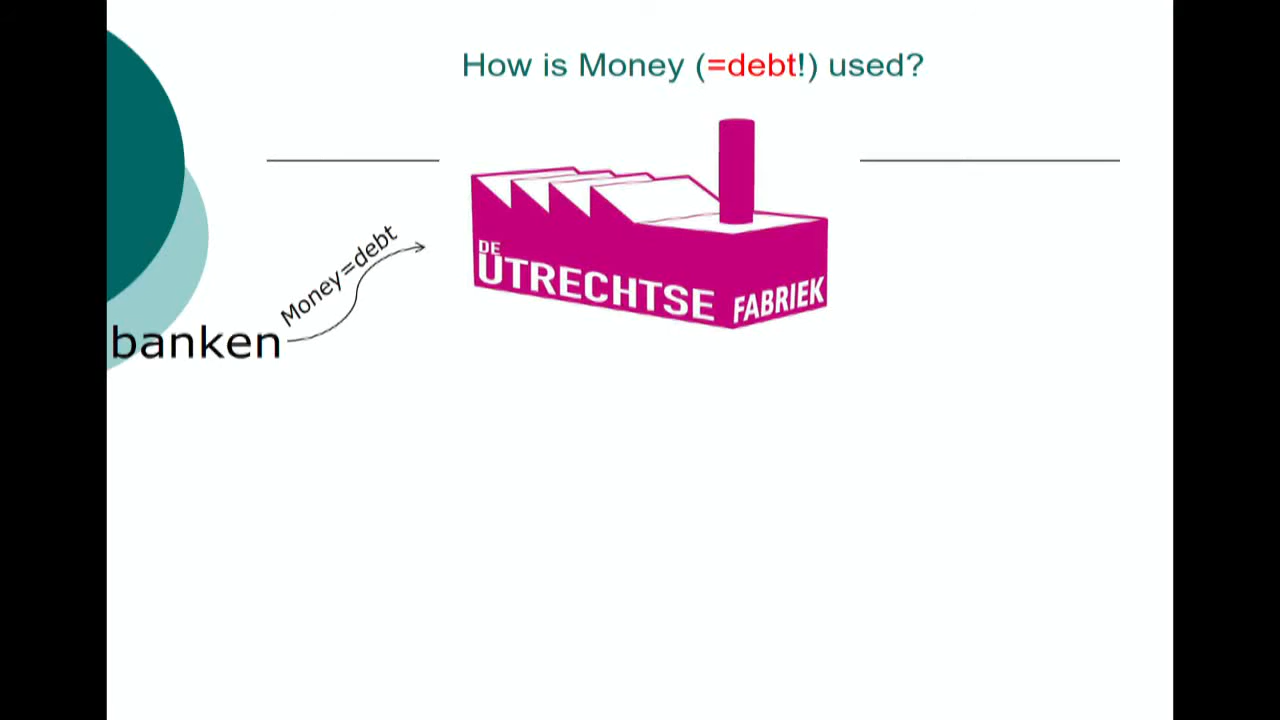 How is Money (=debt!) used?
DE
UTRECHTSE FABRIEK
Money=debt
banken